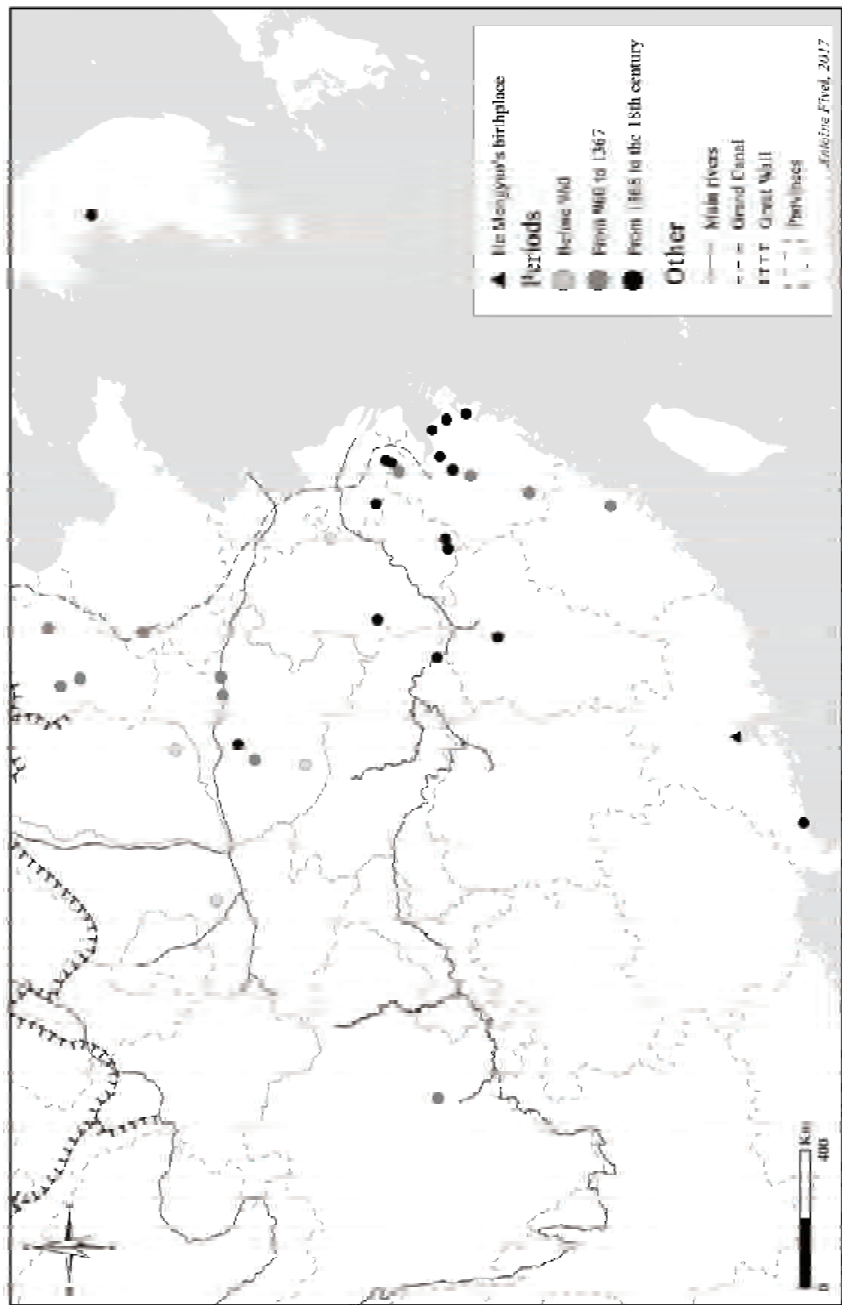 He Mengyao's birthplace
Periods
Before 960
From 960 to 1367
From 1368 to the 18th century
Other
Main rivers
Grand Canal
Great Wall
Provinces
2017
Km
0
400